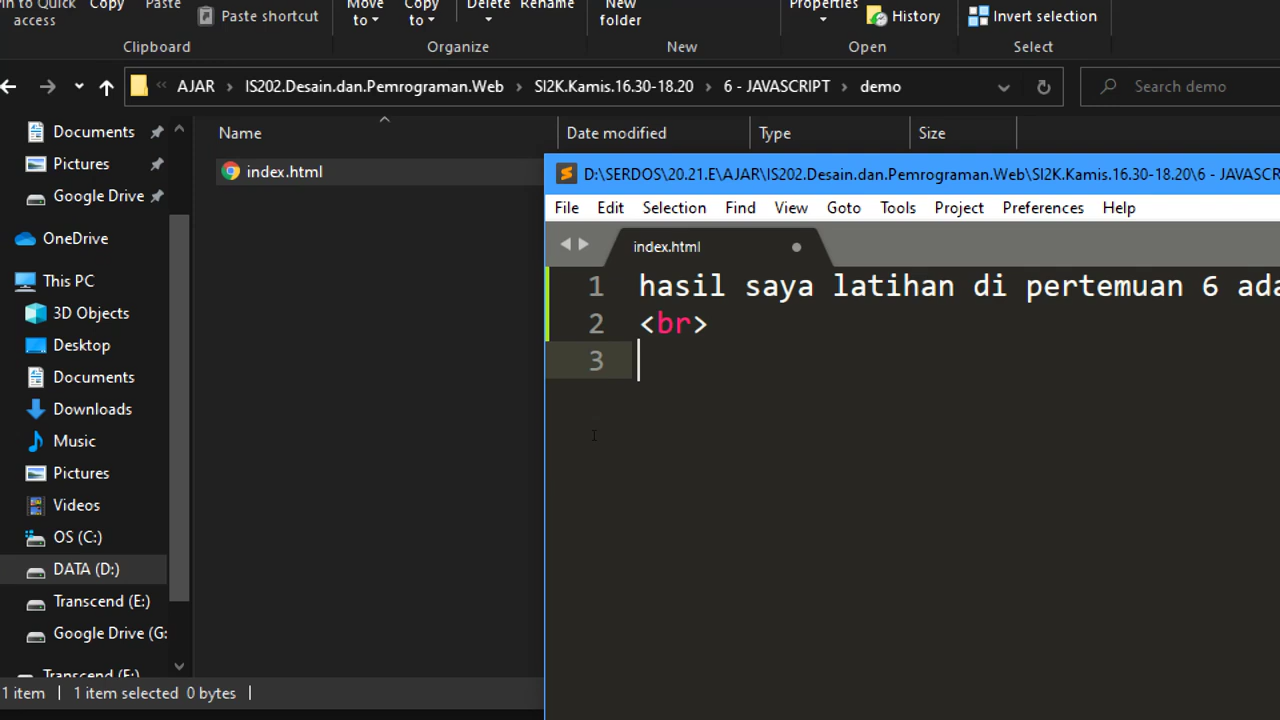 access
Copy
Paste
Paste shortcut
Move
to
Copy
to
Delete
Rename
New
folder
Properties
History
Invert selection
Clipboard
Organize
New
Open
Select
AJAR
IS202.Desain.dan.Pemrograman.Web
SI2K.Kamis.16.30-18.20
6 - JAVASCRIPT
demo
Search demo
Documents
Pictures
Google Drive
OneDrive
This PC
3D Objects
Desktop
Documents
Downloads
Music
Pictures
Videos
OS (C:)
DATA (D:)
Transcend (E:)
Google Drive (G:
Transcend (E:)
Name
Date modified
Type
Size
index.html
1 item
1 item selected 0 bytes
D:\SERDOS\20.21.E\AJAR\IS202.Desain.dan.Pemrograman.Web\SI2K.Kamis.16.30-18.20\6 - JAVASCR
File Edit Selection Find View Goto Tools Project Preferences Help
index.html
1 hasil saya latihan di pertemuan 6 ada
2 <br>
3